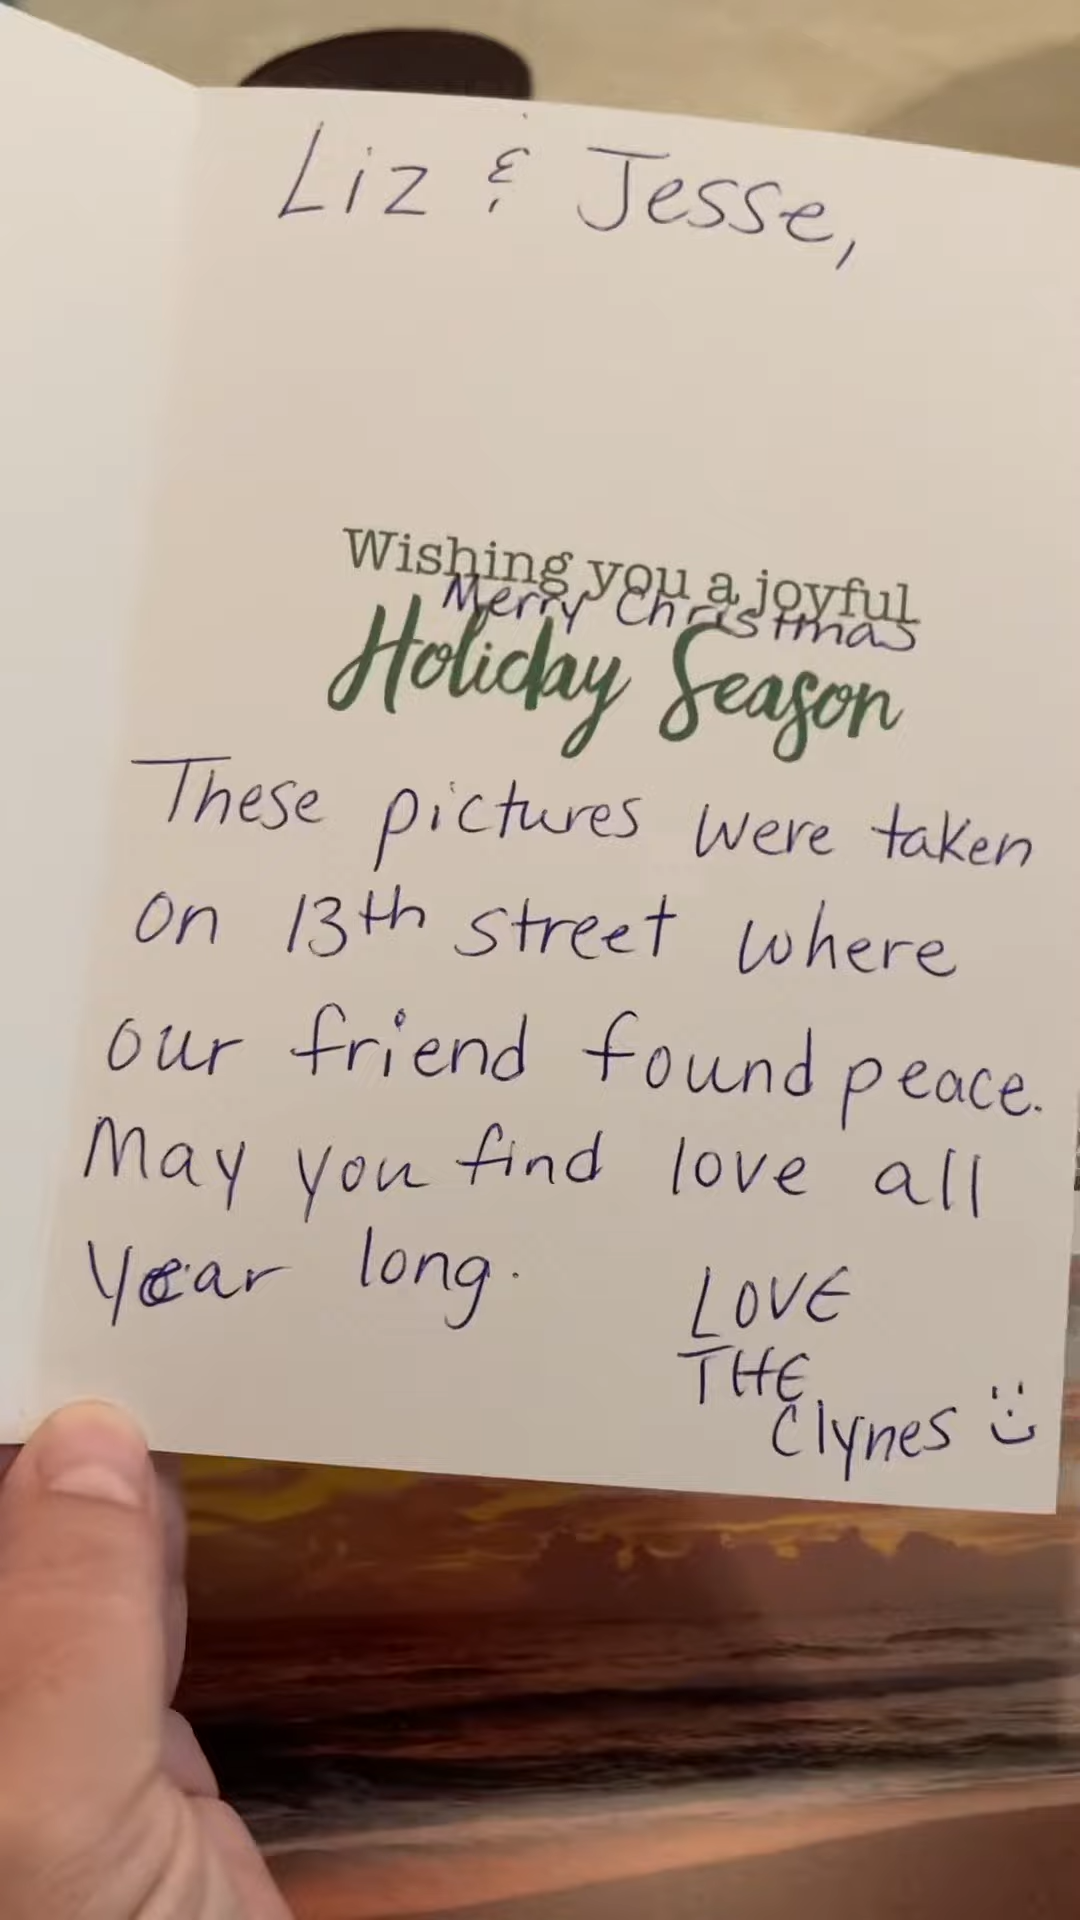 Liz & Jesse,
Wishing you a joyful
Merry Christmas
Holiday Season
These pictures were taken
on 13th street where
our friend found peace.
May you find love all
year long.
LOVE
THE
Clynes :)